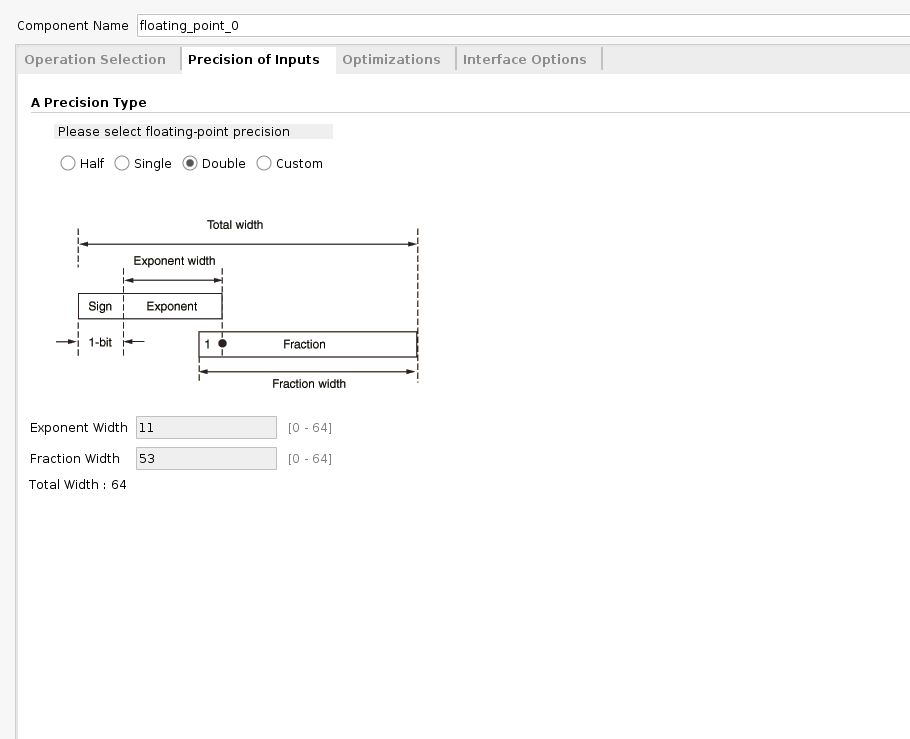 Component Name floating_point_0
Operation Selection Precision of Inputs Optimizations Interface Options
A Precision Type
Please select floating-point precision
Half Single Double Custom
Total width
Exponent width
Sign Exponent
1-bit 1 Fraction
Fraction width
Exponent Width 11 [0 - 64]
Fraction Width 53 [0 - 64]
Total Width : 64